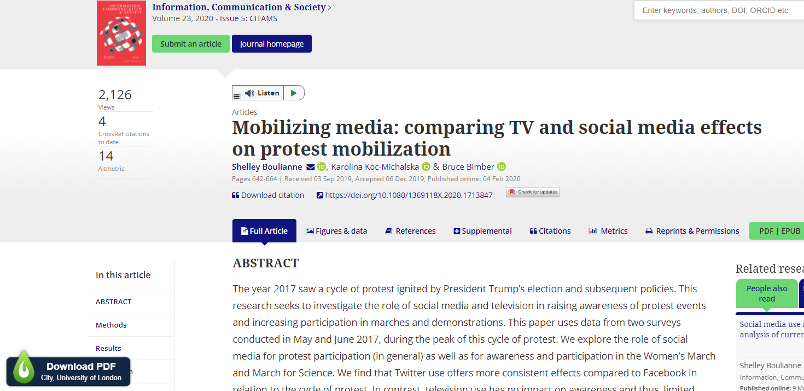 Information, Communication & Society ›
Volume 23, 2020 - Issue 5: CITAMS
Enter keywords, authors, DOI, ORCID etc
Submit an article
Journal homepage
2,126
Views
4
CrossRef citations
to date
14
Altmetric
Listen
Articles
Mobilizing media: comparing TV and social media effects
on protest mobilization
Shelley Boulianne, Karolina Koc-Michalska & Bruce Bimber
Pages 642-664 | Received 03 Sep 2019, Accepted 06 Dec 2019, Published online: 04 Feb 2020
Download citation
https://doi.org/10.1080/1369118X.2020.1713847
Check for updates
Full Article
Figures & data
References
Supplemental
Citations
Metrics
Reprints & Permissions
PDF | EPUB
In this article
ABSTRACT
Methods
Results
ABSTRACT
The year 2017 saw a cycle of protest ignited by President Trump's election and subsequent policies. This
research seeks to investigate the role of social media and television in raising awareness of protest events
and increasing participation in marches and demonstrations. This paper uses data from two surveys
conducted in May and June 2017, during the peak of this cycle of protest. We explore the role of social
media for protest participation (in general) as well as for awareness and participation in the Women's March
and March for Science. We find that Twitter use offers more consistent effects compared to Facebook in
relation to the cycle of protest. In contrast, television use has no impact on awareness and thus, limited
Related resea
People also
read
Social media use a
analysis of current
Shelley Boulianne
Information, Comm
Published online: 9 M
Download PDF
City, University of London